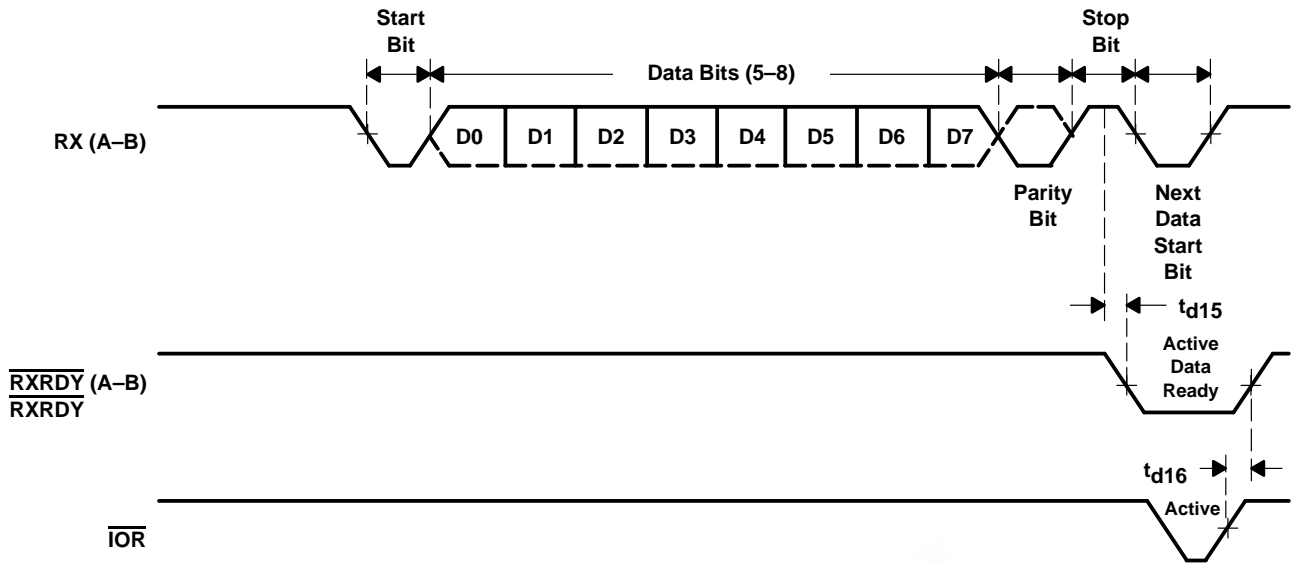 Start
Bit
Stop
Bit
Data Bits (5–8)
RX (A–B)
D0 D1 D2 D3 D4 D5 D6 D7
Parity
Bit
Next
Data
Start
Bit
td15
RXRDY (A–B)
RXRDY
Active
Data
Ready
td16
IOR
Active